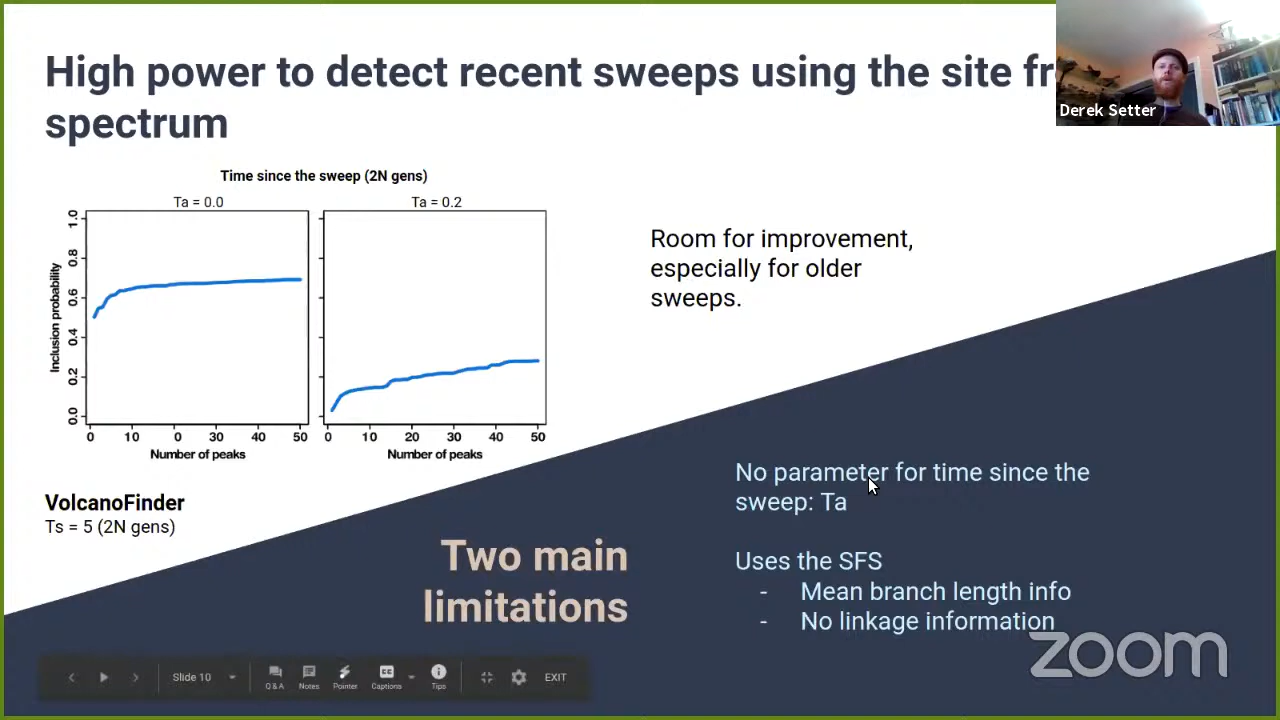 High power to detect recent sweeps using the site
spectrum
Derek Setter
Time since the sweep (2N gens)
Ta = 0.0
Ta = 0.2
Inclusion probability
1.0
0.8
0.6
0.4
0.2
0.0
0 10 0 30 40 50
0 10 20 30 40 50
Number of peaks
Number of peaks
Room for improvement,
especially for older
sweeps.
VolcanoFinder
Ts = 5 (2N gens)
Two main
limitations
No parameter for time since the
sweep: Ta
Uses the SFS
- Mean branch length info
- No linkage information
zoom
Slide 10
Q & A
Notes
Pointer
CC
Captions
Tips
EXIT